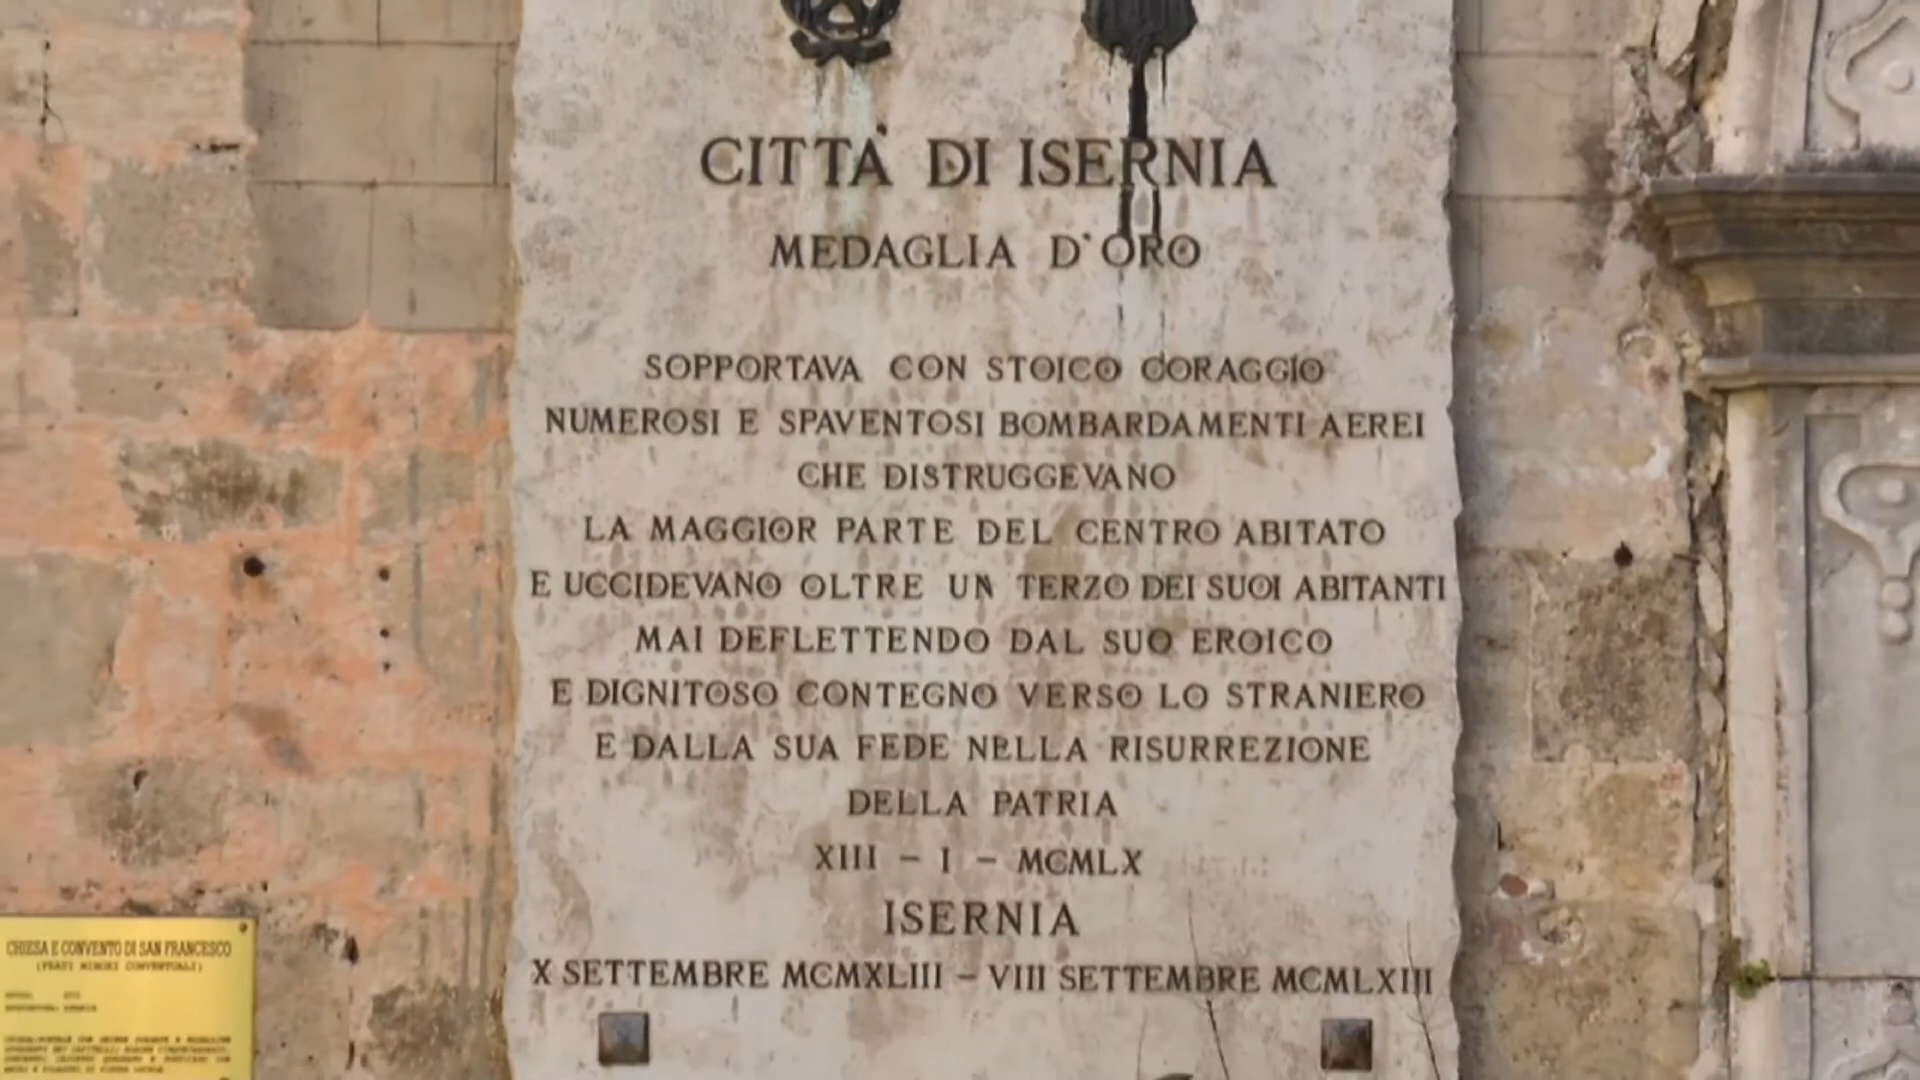 CITTÀ DI ISERNIA
MEDAGLIA D'ORO
SOPPORTAVA CON STOICO CORAGGIO
NUMEROSI E SPAVENTOSI BOMBARDAMENTI AEREI
CHE DISTRUGGEVANO
LA MAGGIOR PARTE DEL CENTRO ABITATO
E UCCIDEVANO OLTRE UN TERZO DEI SUOI ABITANTI
MAI DEFLETTENDO DAL SUO EROICO
E DIGNITOSO CONTEGNO VERSO LO STRANIERO
E DALLA SUA FEDE NELLA RISURREZIONE
DELLA PATRIA
XIII – I – MCMLX
ISERNIA
X SETTEMBRE MCMXLIII – VIII SETTEMBRE MCMLXIII
CHIESA E CONVENTO DI SAN FRANCESCO
(FRATI MINORI CONVENTUALI)